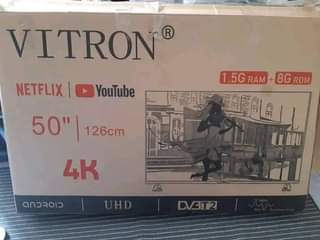 VITRON®
NETFLIX | YouTube
1.5G RAM + 8G ROM
50" | 126cm
4K
android | UHD | DVB T2